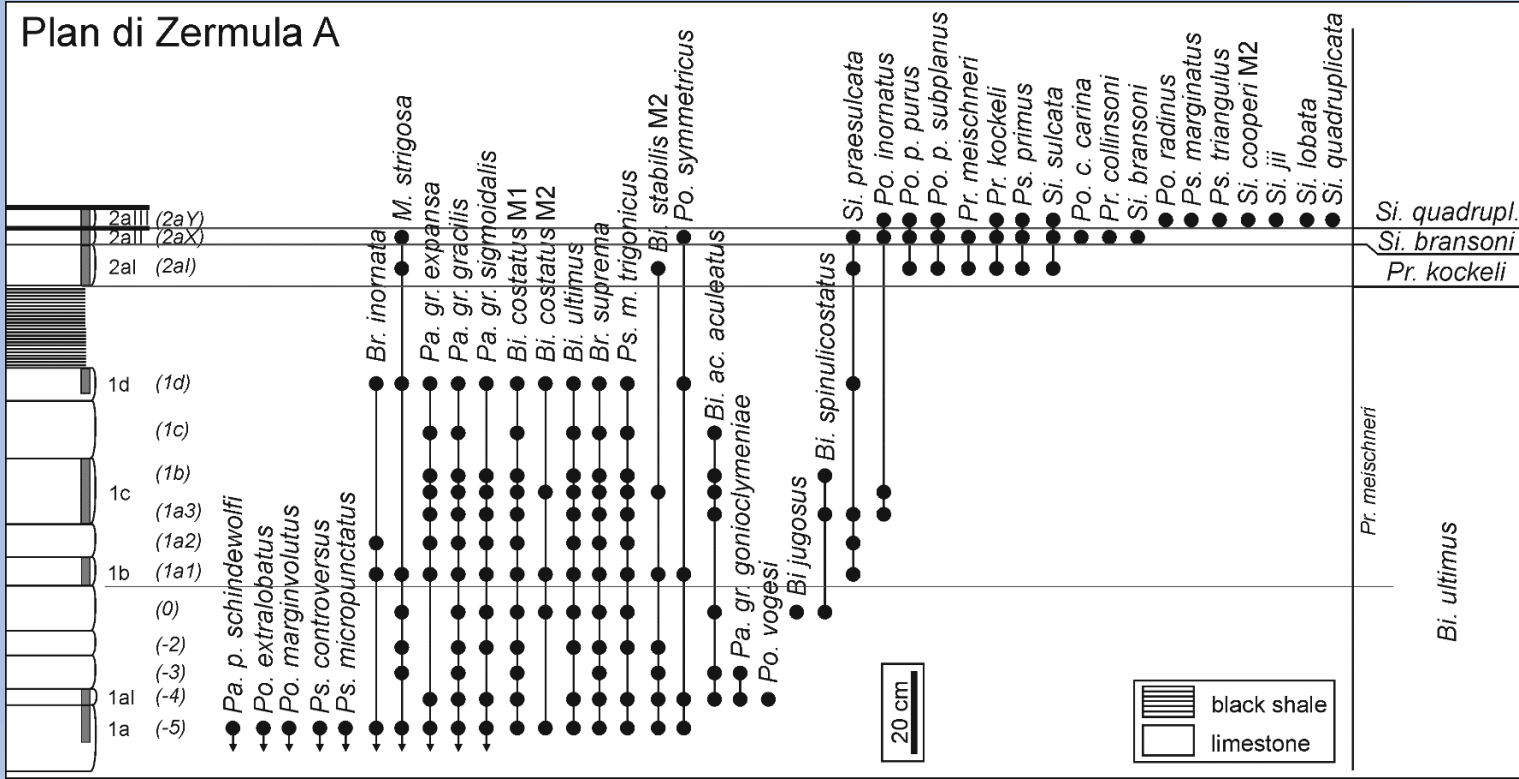 Plan di Zermula A
2aIII (2aY)
2aII (2aX)
2aI (2aI)
1d (1d)
(1c)
(1b)
1c
(1a3)
(1a2)
1b (1a1)
(0)
(-2)
(-3)
1aI (-4)
1a (-5)
Pa. p. schindewolfi
Po. extralobatus
Po. marginvolutus
Ps. controversus
Ps. micropunctatus
Br. inornata
M. strigosa
Pa. gr. expansa
Pa. gr. gracilis
Pa. gr. sigmoidalis
Bi. costatus M1
Bi. costatus M2
Bi. ultimus
Br. suprema
Ps. m. trigonicus
Bi. stabilis M2
Po. symmetricus
Bi. ac. aculeatus
Pa. gr. gonioclymeniae
Po. vogesi
Bi jugosus
Bi. spinulicostatus
Si. praesulcata
Po. inornatus
Po. p. purus
Po. p. subplanus
Pr. meischneri
Pr. kockeli
Ps. primus
Si. sulcata
Po. c. carina
Pr. collinsoni
Si. bransoni
Po. radinus
Ps. marginatus
Ps. triangulus
Si. cooperi M2
Si. jii
Si. lobata
Si. quadruplicata
Si. quadrupl.
Si. bransoni
Pr. kockeli
Pr. meischneri
Bi. ultimus
20 cm
black shale
limestone